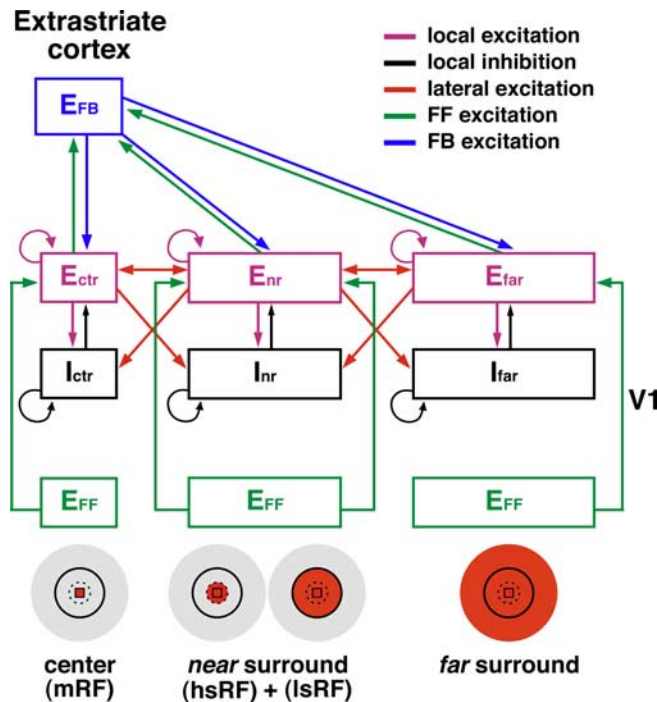 Extrastriate
cortex
local excitation
local inhibition
lateral excitation
FF excitation
FB excitation
EFB
Ectr
Enr
Efar
Ictr
Inr
Ifar
V1
EFF
EFF
EFF
center
(mRF)
near surround
(hsRF) + (lsRF)
far surround